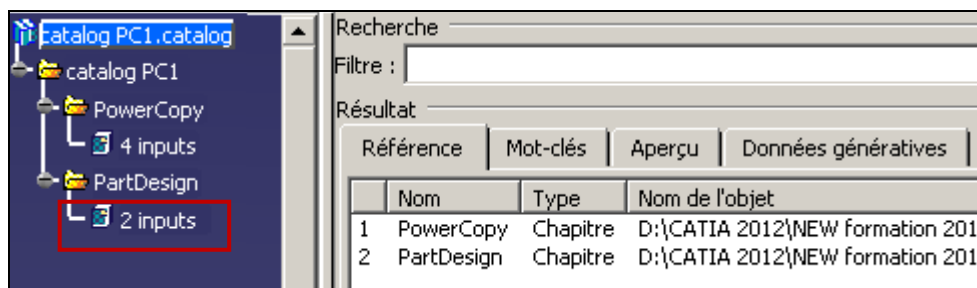 catalog PC1.catalog
catalog PC1
PowerCopy
4 inputs
PartDesign
2 inputs
Recherche
Filtre :
Résultat
Référence Mot-clés Aperçu Données génératives
Nom Type Nom de l'objet
1 PowerCopy Chapitre D:\CATIA 2012\NEW formation 201
2 PartDesign Chapitre D:\CATIA 2012\NEW formation 201